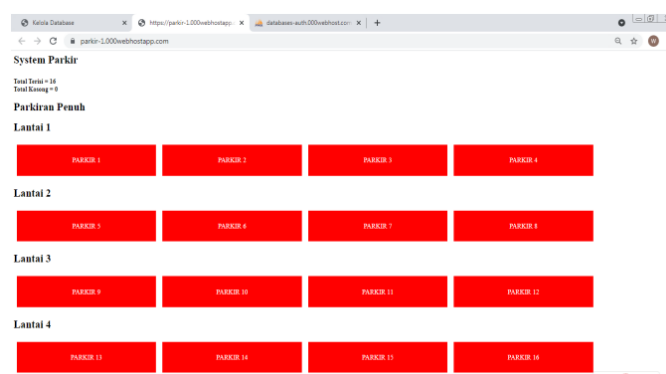 Kelola Database
https://parkir-1.000webhostapp.
databases-auth.000webhost.com
parkir-1.000webhostapp.com
W
System Parkir
Total Terisi = 16
Total Kosong = 0
Parkiran Penuh
Lantai 1
PARKIR 1 PARKIR 2 PARKIR 3 PARKIR 4
Lantai 2
PARKIR 5 PARKIR 6 PARKIR 7 PARKIR 8
Lantai 3
PARKIR 9 PARKIR 10 PARKIR 11 PARKIR 12
Lantai 4
PARKIR 13 PARKIR 14 PARKIR 15 PARKIR 16